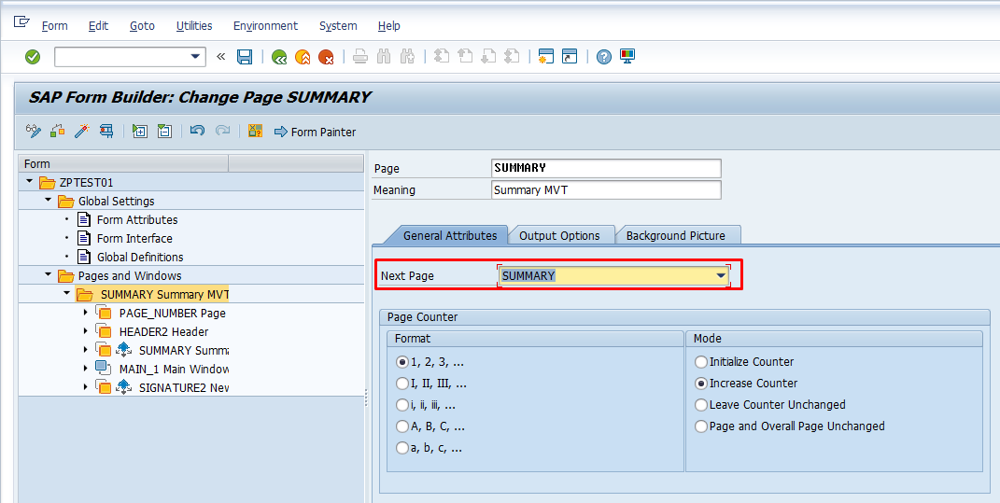 Form Edit Goto Utilities Environment System Help
SAP Form Builder: Change Page SUMMARY
Form Painter
Form
ZPTEST01
Global Settings
Form Attributes
Form Interface
Global Definitions
Pages and Windows
SUMMARY Summary MVT
PAGE_NUMBER Page
HEADER2 Header
SUMMARY Summa
MAIN_1 Main Window
SIGNATURE2 New
Page SUMMARY
Meaning Summary MVT
General Attributes Output Options Background Picture
Next Page SUMMARY
Page Counter
Format
1, 2, 3, ...
I, II, III, ...
i, ii, iii, ...
A, B, C, ...
a, b, c, ...
Mode
Initialize Counter
Increase Counter
Leave Counter Unchanged
Page and Overall Page Unchanged